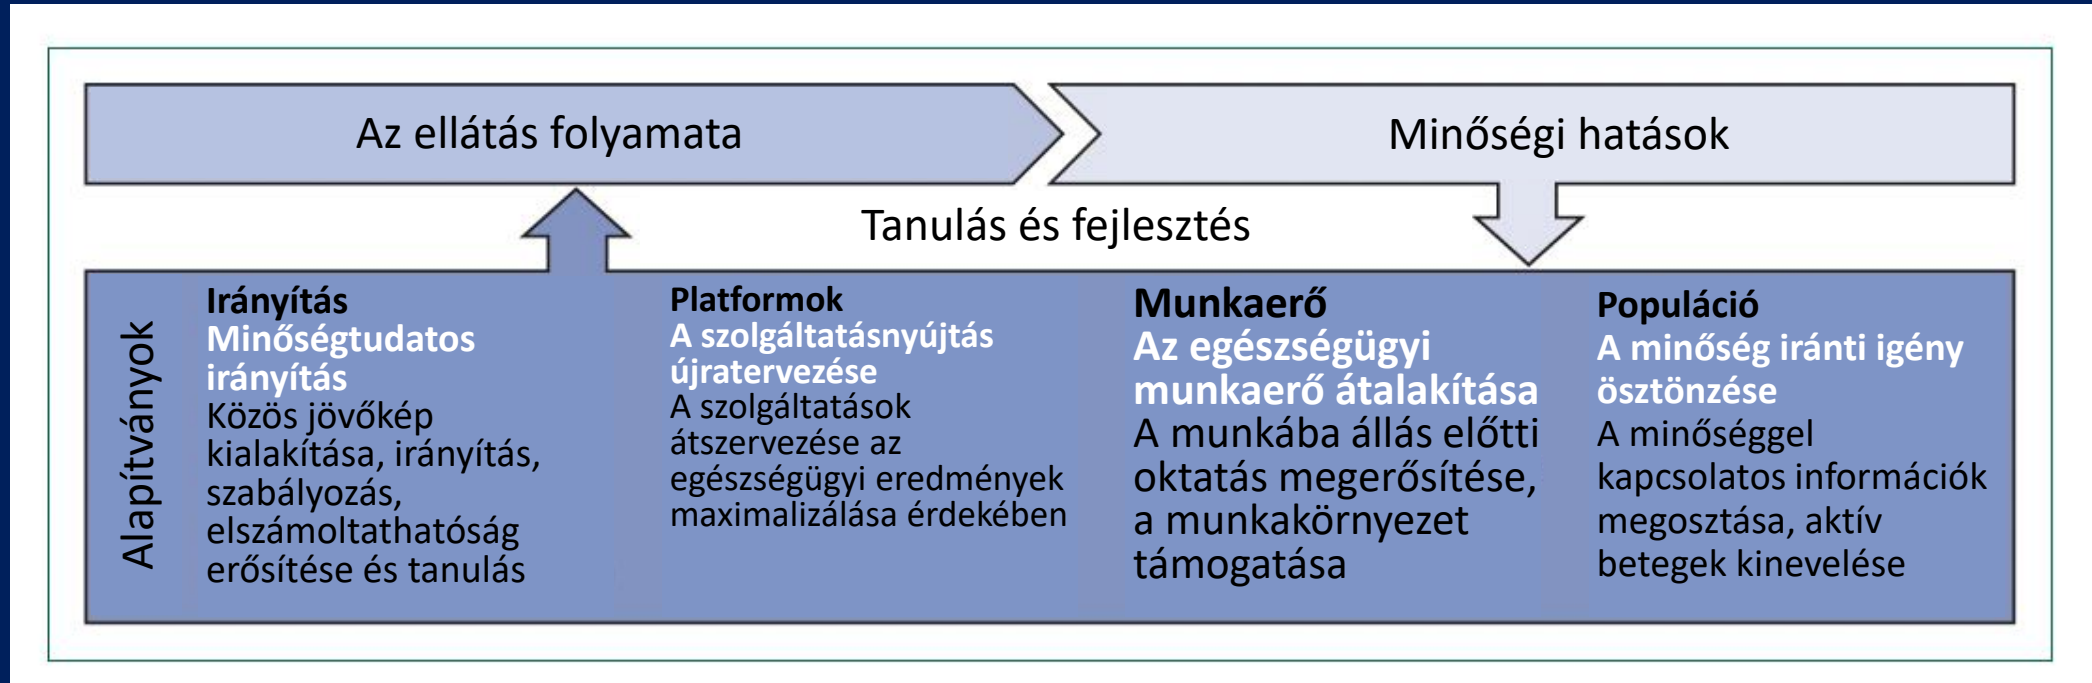 Az ellátás folyamata
Minőségi hatások
Tanulás és fejlesztés
Alapítványok
Irányítás
Minőségtudatos
irányítás
Közös jövőkép
kialakítása, irányítás,
szabályozás,
elszámoltathatóság
erősítése és tanulás
Platformok
A szolgáltatásnyújtás
újratervezése
A szolgáltatások
átszervezése az
egészségügyi eredmények
maximalizálása érdekében
Munkaerő
Az egészségügyi
munkaerő átalakítása
A munkába állás előtti
oktatás megerősítése,
a munkakörnyezet
támogatása
Populáció
A minőség iránti igény
ösztönzése
A minőséggel
kapcsolatos információk
megosztása, aktív
betegek kinevelése